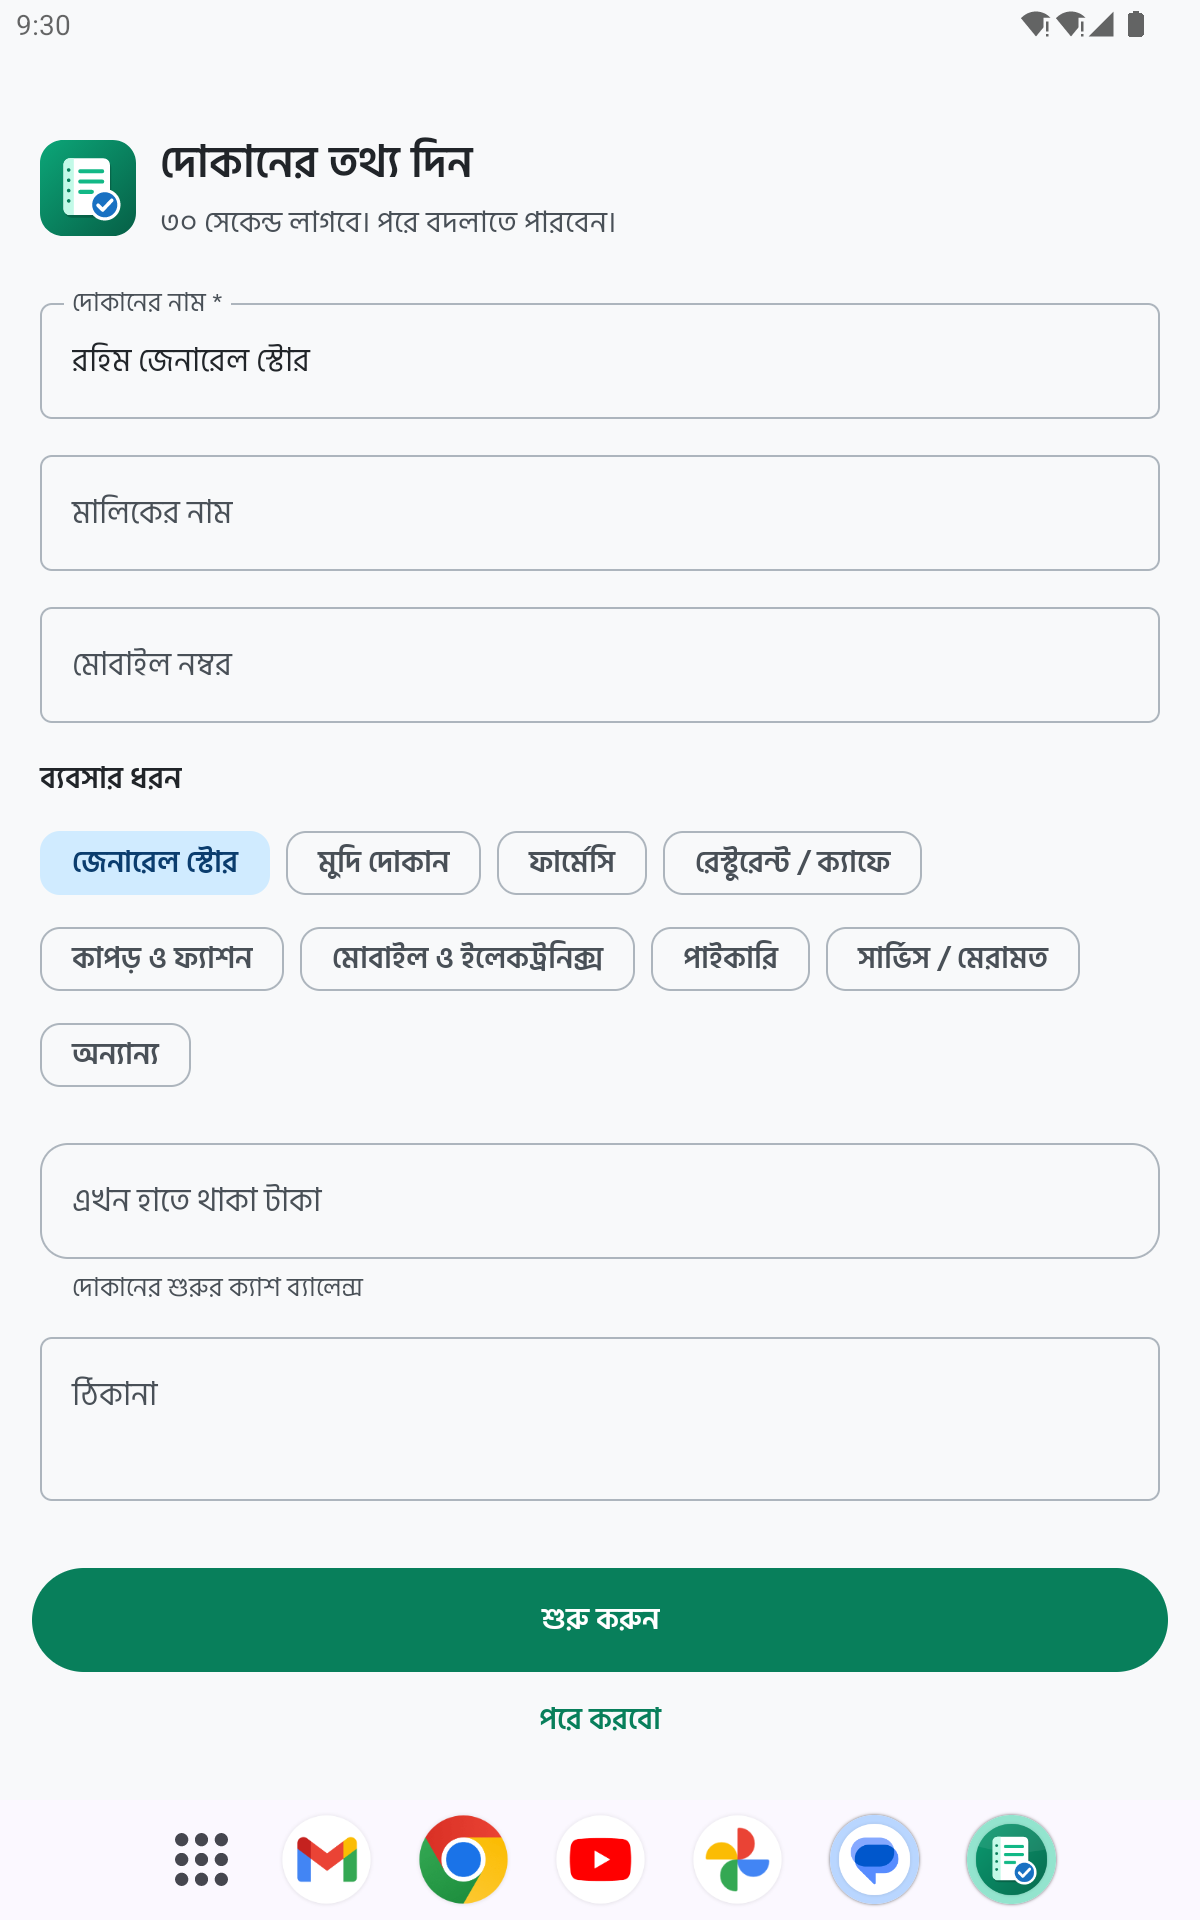 9:30
দোকানের তথ্য দিন
৩০ সেকেন্ড লাগবে। পরে বদলাতে পারবেন।
দোকানের নাম *
রহিম জেনারেল স্টোর
মালিকের নাম
মোবাইল নম্বর
ব্যবসার ধরন
জেনারেল স্টোর মুদি দোকান ফার্মেসি রেস্টুরেন্ট / ক্যাফে
কাপড় ও ফ্যাশন মোবাইল ও ইলেকট্রনিক্স পাইকারি সার্ভিস / মেরামত
অন্যান্য
এখন হাতে থাকা টাকা
দোকানের শুরুর ক্যাশ ব্যালেন্স
ঠিকানা
শুরু করুন
পরে করবো